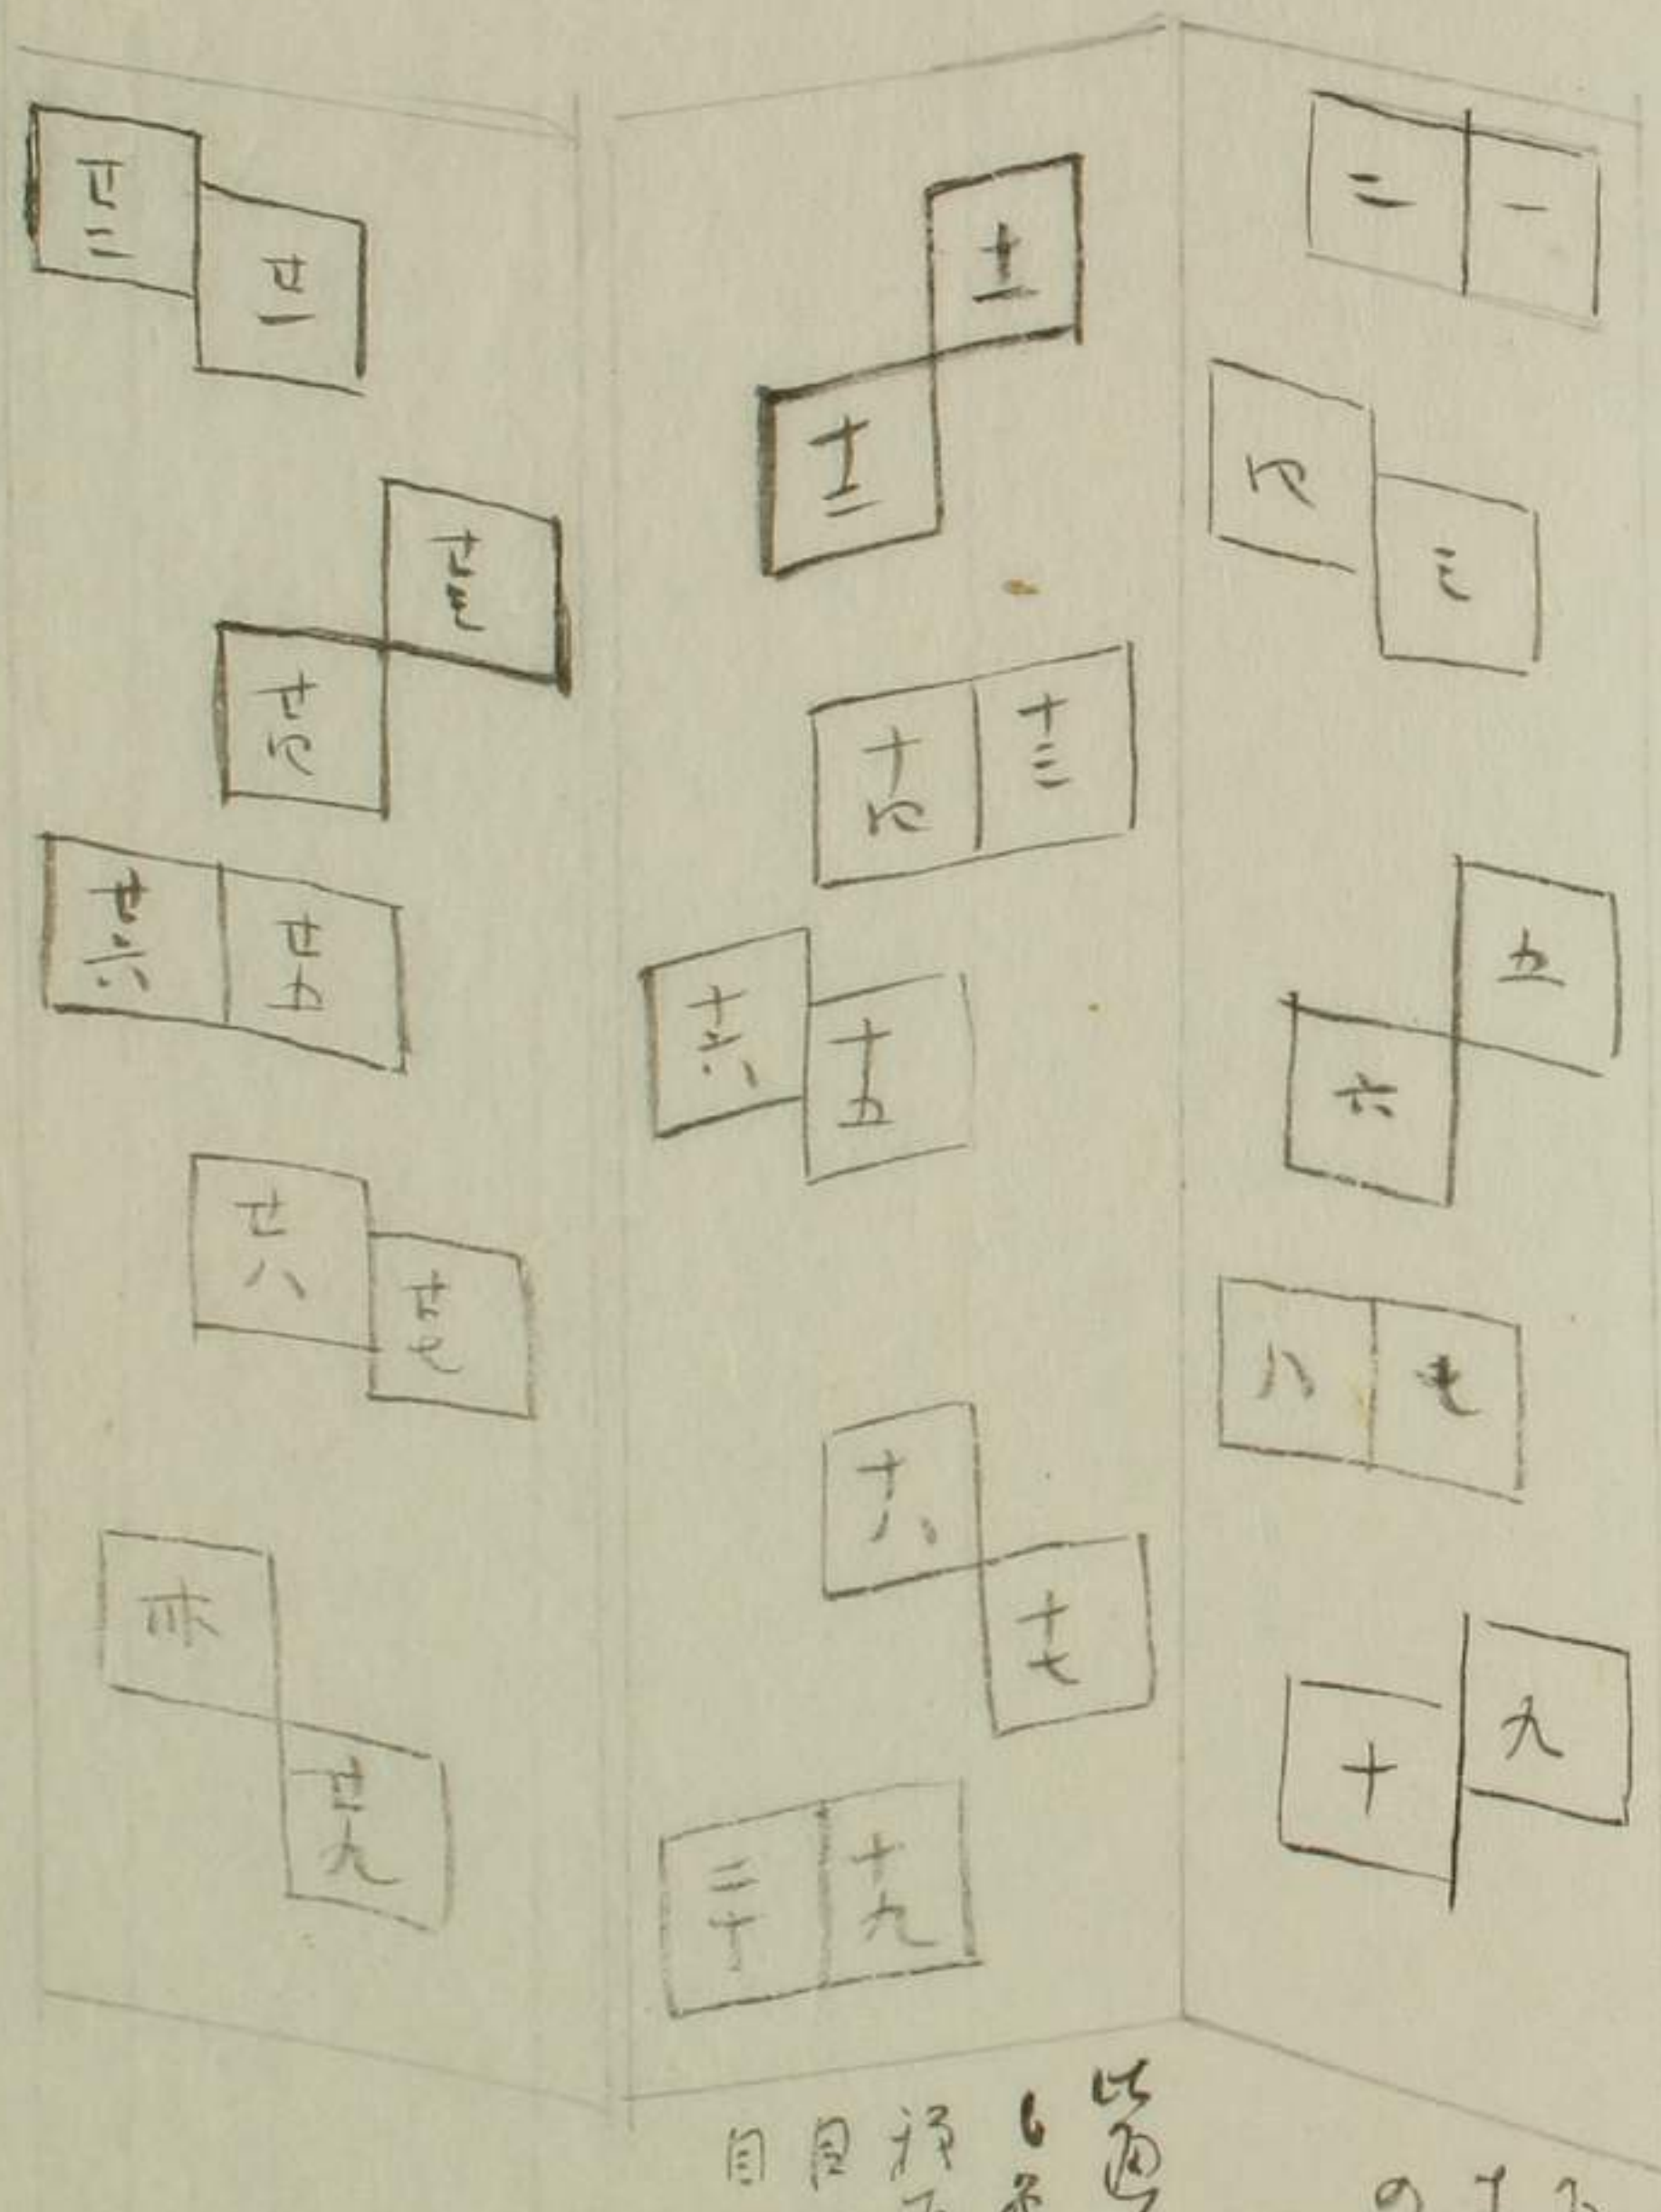 一
二
三
四
五
六
七
八
九
十
十一
十二
十三
十四
十五
十六
十七
十八
十九
二十
廿一
廿二
廿三
廿四
廿五
廿六
廿七
廿八
廿九
卅
此